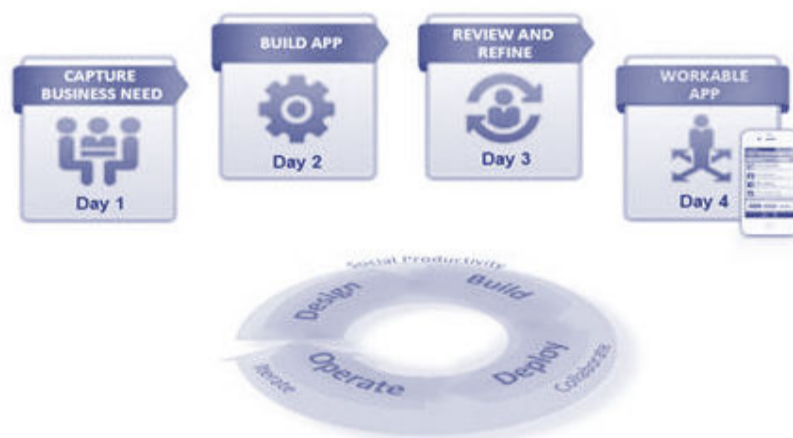 CAPTURE
BUSINESS NEED
Day 1
BUILD APP
Day 2
REVIEW AND
REFINE
Day 3
WORKABLE
APP
Day 4
Social Productivity
Design
Build
Deploy
Operate
Iterate
Collaborate